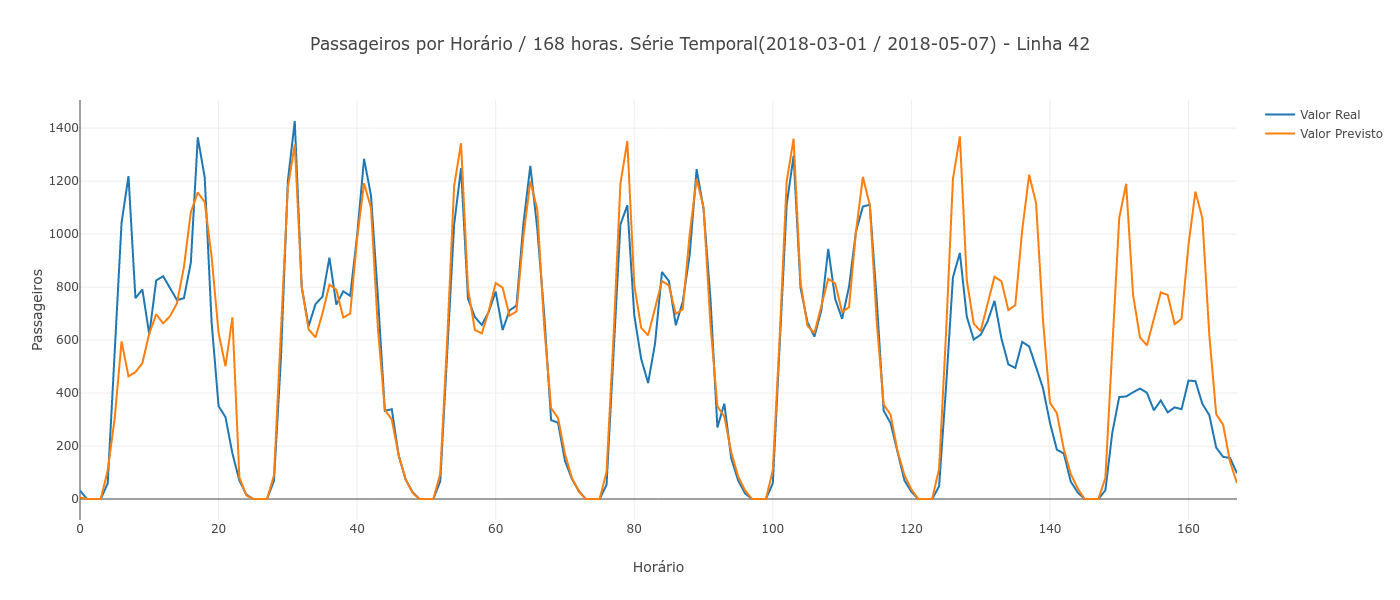 Passageiros por Horário / 168 horas. Série Temporal(2018-03-01 / 2018-05-07) - Linha 42
Valor Real
Valor Previsto
Passageiros
1400
1200
1000
800
600
400
200
0
0 20 40 60 80 100 120 140 160
Horário